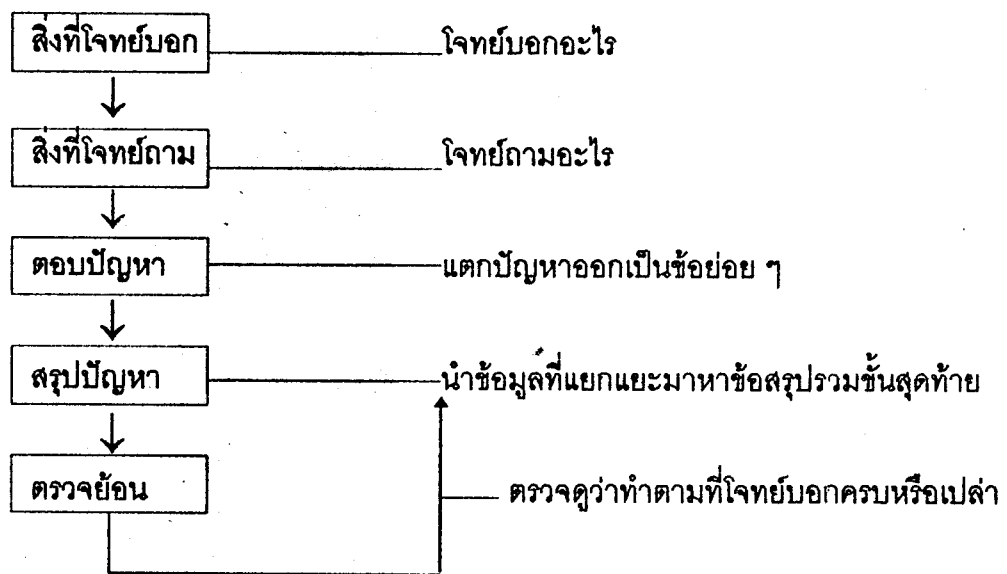 สิ่งที่โจทย์บอก โจทย์บอกอะไร
สิ่งที่โจทย์ถาม โจทย์ถามอะไร
ตอบปัญหา แตกปัญหาออกเป็นข้อย่อย ๆ
สรุปปัญหา นำข้อมูลที่แยกแยะมาหาข้อสรุปรวมขั้นสุดท้าย
ตรวจย้อน ตรวจดูว่าทำตามที่โจทย์บอกครบหรือเปล่า